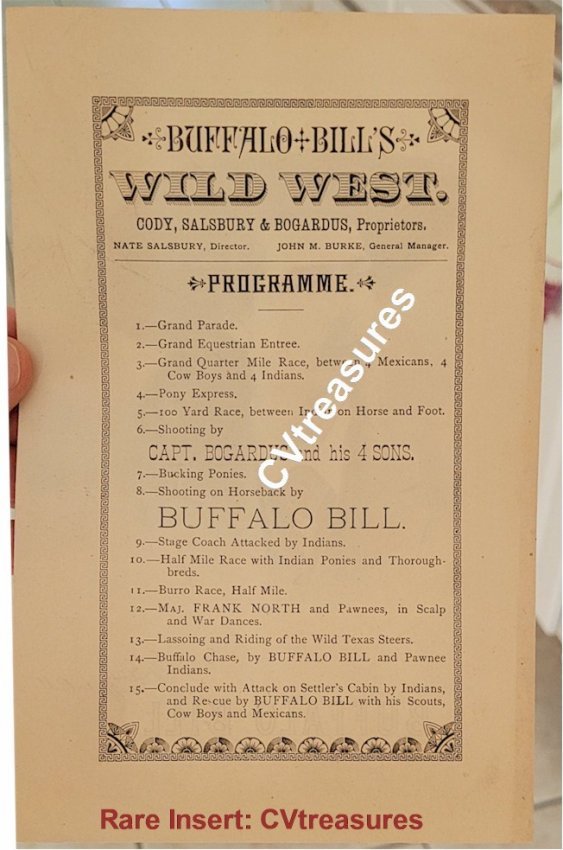 BUFFALO BILL'S
WILD WEST.
CODY, SALSBURY & BOGARDUS, Proprietors.
NATE SALSBURY, Director. JOHN M. BURKE, General Manager.
PROGRAMME.
1.—Grand Parade.
2.—Grand Equestrian Entree.
3.—Grand Quarter Mile Race, between 4 Mexicans, 4
Cow Boys and 4 Indians.
4.—Pony Express.
5.—100 Yard Race, between on Horse and Foot.
6.—Shooting by
CAPT. BOGARDUS and his 4 SONS.
7.—Bucking Ponies.
8.—Shooting on Horseback by
BUFFALO BILL.
9.—Stage Coach Attacked by Indians.
10.—Half Mile Race with Indian Ponies and Thorough-
breds.
11.—Burro Race, Half Mile.
12.—MAJ. FRANK NORTH and Pawnees, in Scalp
and War Dances.
13.—Lassoing and Riding of the Wild Texas Steers.
14.—Buffalo Chase, by BUFFALO BILL and Pawnee
Indians.
15.—Conclude with Attack on Settler's Cabin by Indians,
and Rescue by BUFFALO BILL with his Scouts,
Cow Boys and Mexicans.
CVtreasures
Rare Insert: CVtreasures